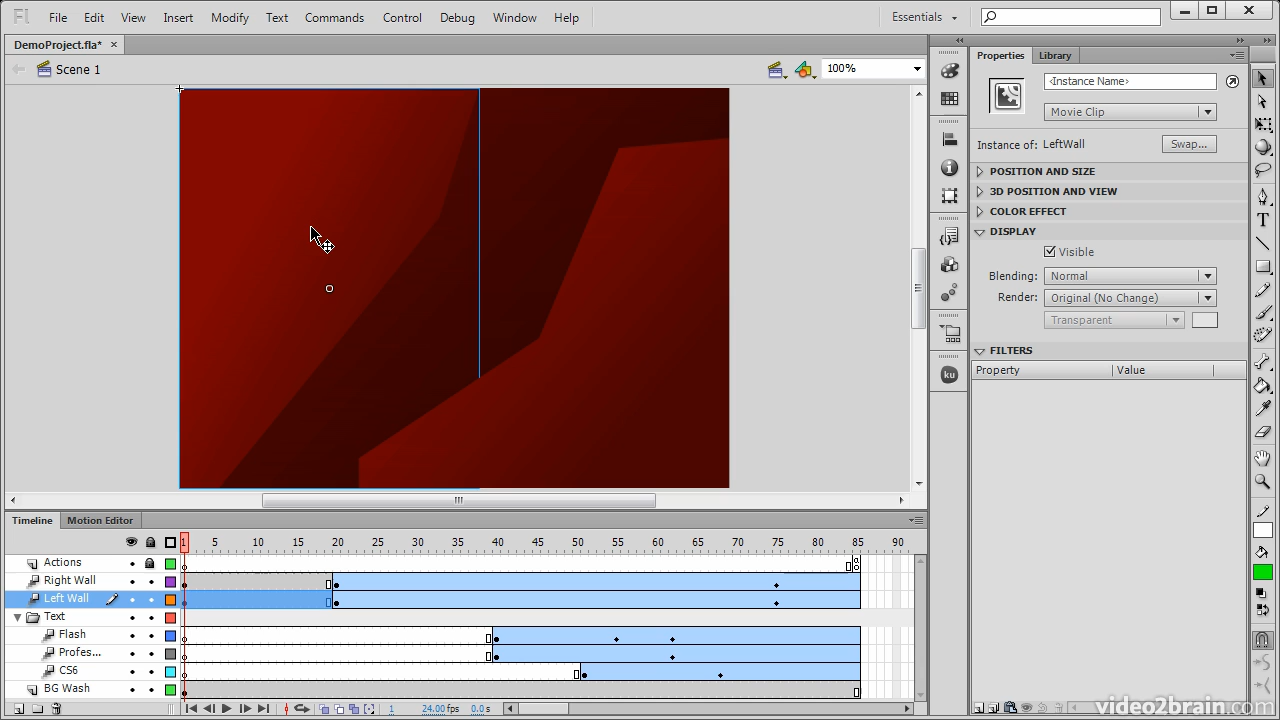 Fl File Edit View Insert Modify Text Commands Control Debug Window Help Essentials
DemoProject.fla*
Scene 1 100%
Properties Library
<Instance Name>
Movie Clip
Instance of: LeftWall Swap...
POSITION AND SIZE
3D POSITION AND VIEW
COLOR EFFECT
DISPLAY
Visible
Blending: Normal
Render: Original (No Change)
Transparent
FILTERS
Property Value
ku
Timeline Motion Editor
1 5 10 15 20 25 30 35 40 45 50 55 60 65 70 75 80 85 90
Actions
Right Wall
Left Wall
Text
Flash
Profes...
CS6
BG Wash
1 24.00 fps 0.0 s
video2brain.com